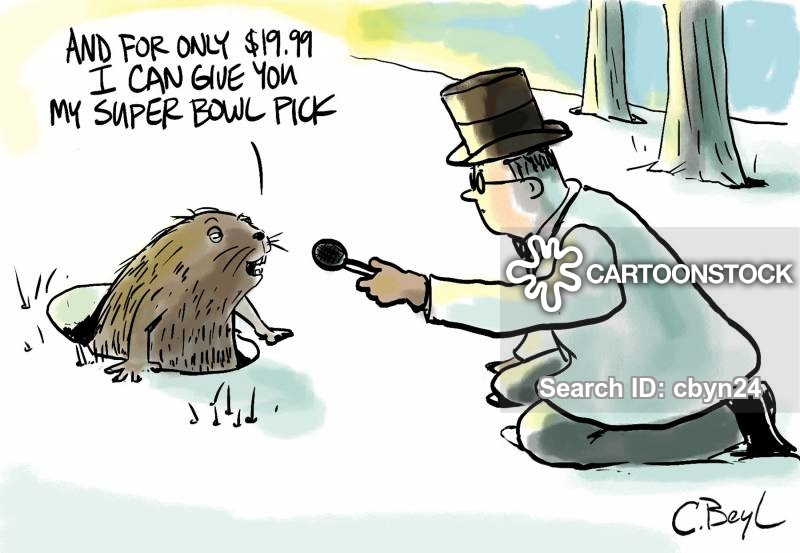 AND FOR ONLY $19.99
I CAN GIVE YOU
MY SUPER BOWL PICK
CARTOONSTOCK
Search ID: cbyn24
C. Beyl